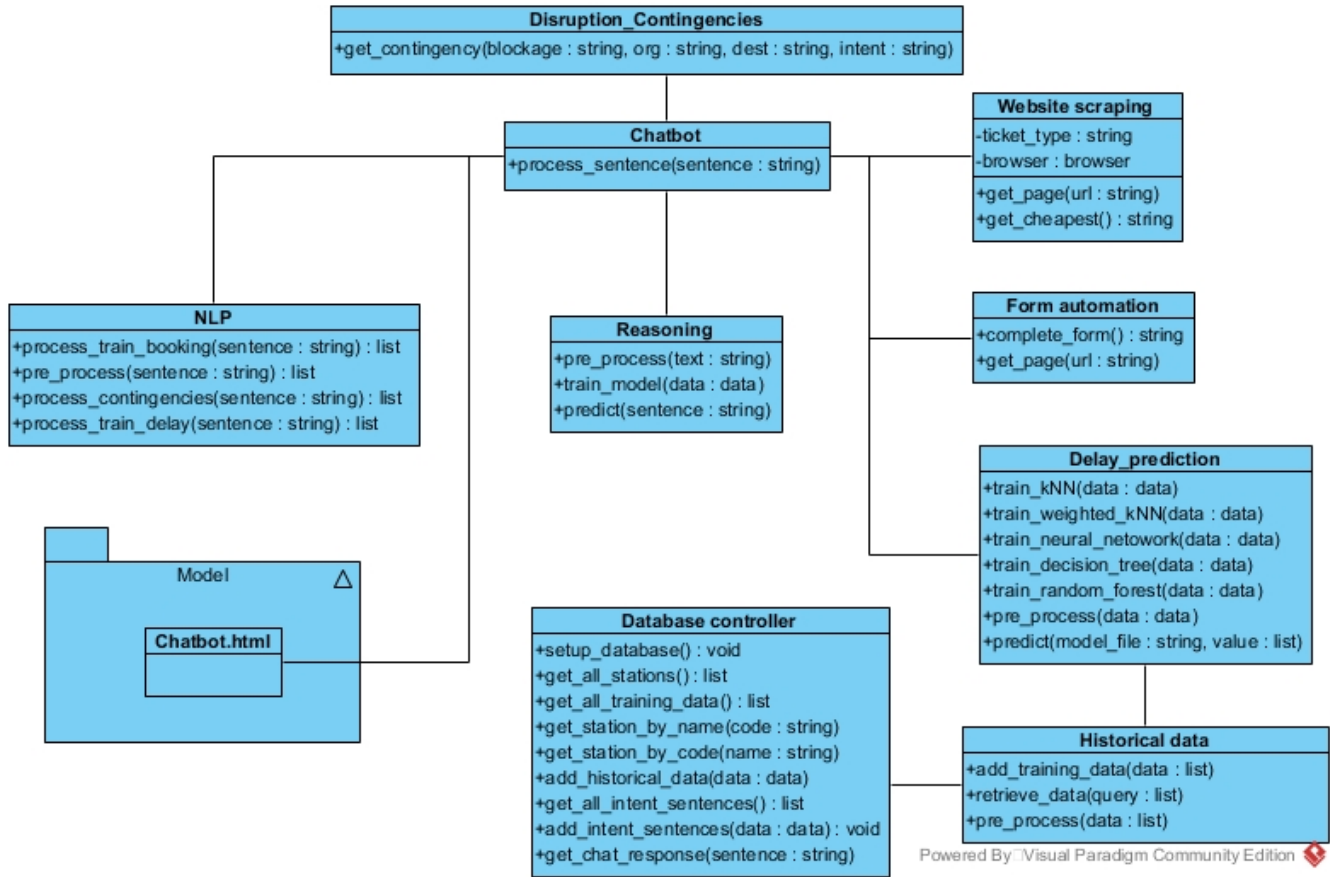 Disruption_Contingencies
+get_contingency(blockage : string, org : string, dest : string, intent : string)
Chatbot
+process_sentence(sentence : string)
Website scraping
-ticket_type : string
-browser : browser
+get_page(url : string)
+get_cheapest() : string
NLP
+process_train_booking(sentence : string) : list
+pre_process(sentence : string) : list
+process_contingencies(sentence : string) : list
+process_train_delay(sentence : string) : list
Reasoning
+pre_process(text : string)
+train_model(data : data)
+predict(sentence : string)
Form automation
+complete_form() : string
+get_page(url : string)
Delay_prediction
+train_kNN(data : data)
+train_weighted_kNN(data : data)
+train_neural_netowork(data : data)
+train_decision_tree(data : data)
+train_random_forest(data : data)
+pre_process(data : data)
+predict(model_file : string, value : list)
Model
Chatbot.html
Database controller
+setup_database() : void
+get_all_stations() : list
+get_all_training_data() : list
+get_station_by_name(code : string)
+get_station_by_code(name : string)
+add_historical_data(data : data)
+get_all_intent_sentences() : list
+add_intent_sentences(data : data) : void
+get_chat_response(sentence : string)
Historical data
+add_training_data(data : list)
+retrieve_data(query : list)
+pre_process(data : list)
Powered By Visual Paradigm Community Edition